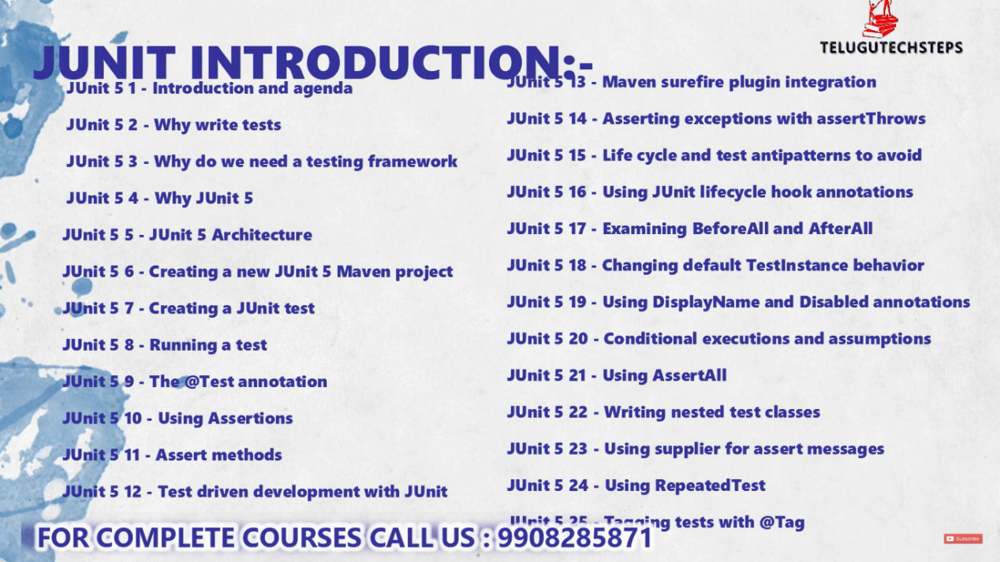 TELUGUTECHSTEPS
JUNIT INTRODUCTION:-
JUnit 5 1 - Introduction and agenda
JUnit 5 2 - Why write tests
JUnit 5 3 - Why do we need a testing framework
JUnit 5 4 - Why JUnit 5
JUnit 5 5 - JUnit 5 Architecture
JUnit 5 6 - Creating a new JUnit 5 Maven project
JUnit 5 7 - Creating a JUnit test
JUnit 5 8 - Running a test
JUnit 5 9 - The @Test annotation
JUnit 5 10 - Using Assertions
JUnit 5 11 - Assert methods
JUnit 5 12 - Test driven development with JUnit
JUnit 5 13 - Maven surefire plugin integration
JUnit 5 14 - Asserting exceptions with assertThrows
JUnit 5 15 - Life cycle and test antipatterns to avoid
JUnit 5 16 - Using JUnit lifecycle hook annotations
JUnit 5 17 - Examining BeforeAll and AfterAll
JUnit 5 18 - Changing default TestInstance behavior
JUnit 5 19 - Using DisplayName and Disabled annotations
JUnit 5 20 - Conditional executions and assumptions
JUnit 5 21 - Using AssertAll
JUnit 5 22 - Writing nested test classes
JUnit 5 23 - Using supplier for assert messages
JUnit 5 24 - Using RepeatedTest
JUnit 5 25 - Tagging tests with @Tag
FOR COMPLETE COURSES CALL US : 9908285871
Subscribe